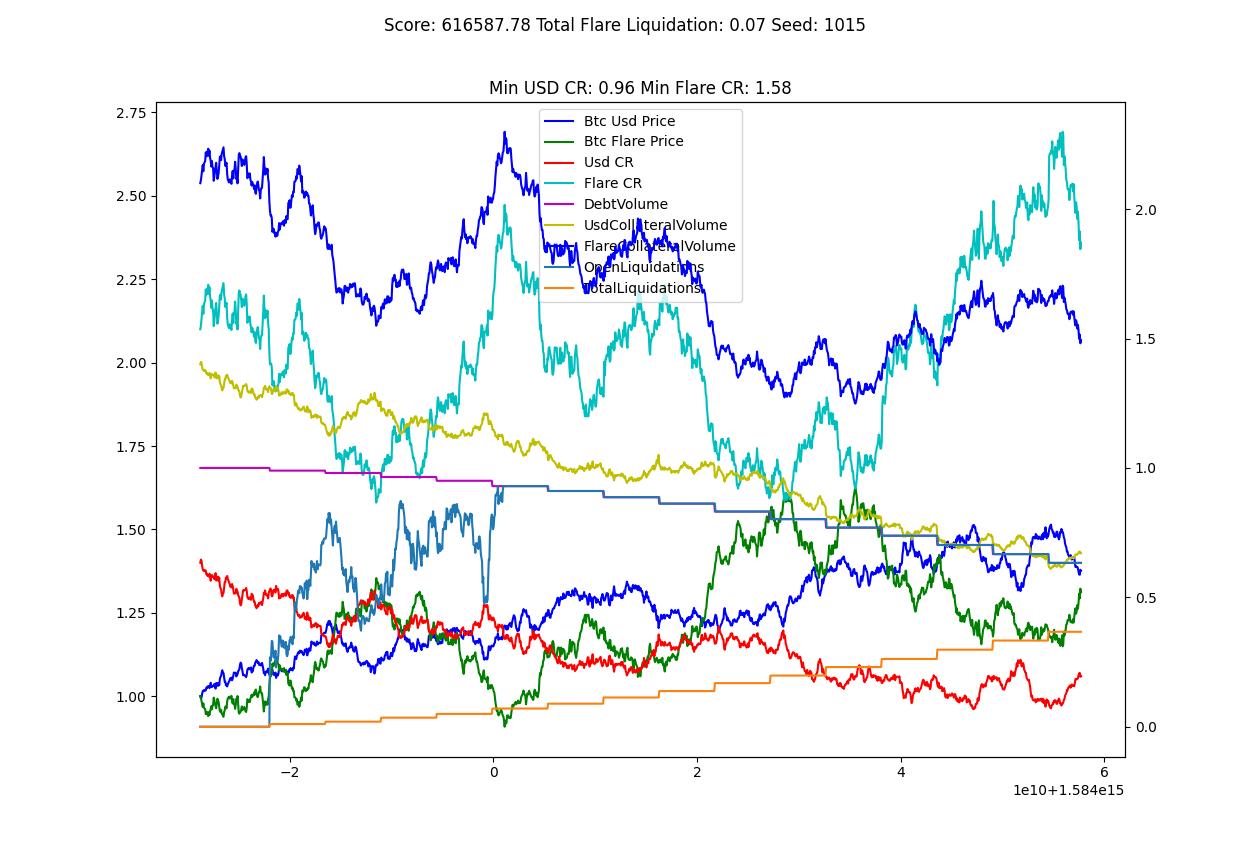 Score: 616587.78 Total Flare Liquidation: 0.07 Seed: 1015
Min USD CR: 0.96 Min Flare CR: 1.58
Btc Usd Price
Btc Flare Price
Usd CR
Flare CR
DebtVolume
UsdCollateralVolume
FlareCollateralVolume
OpenLiquidations
TotalLiquidations
2.75
2.50
2.25
2.00
1.75
1.50
1.25
1.00
2.0
1.5
1.0
0.5
0.0
−2
0
2
4
6
1e10+1.584e15